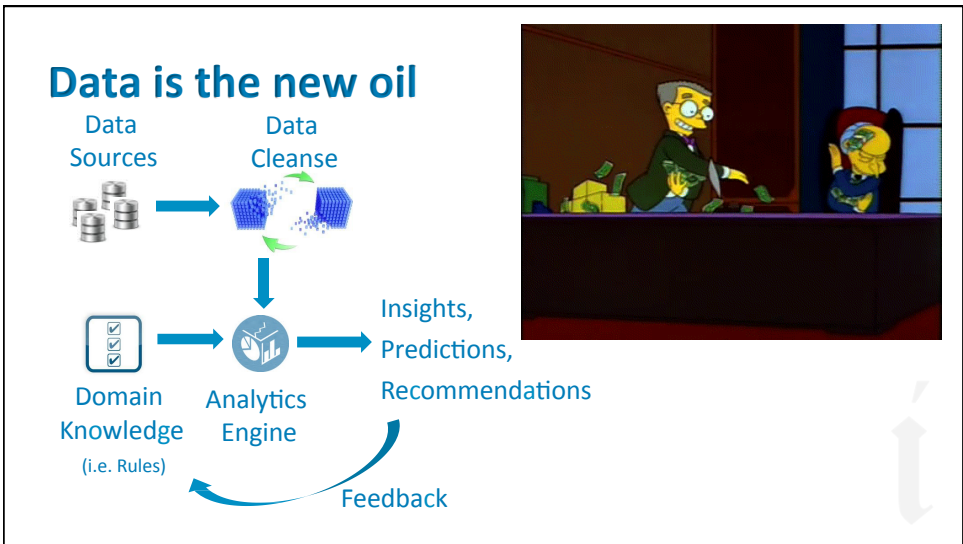 Data is the new oil
Data
Sources
Data
Cleanse
Insights,
Predictions,
Recommendations
Domain
Knowledge
(i.e. Rules)
Analytics
Engine
Feedback
í